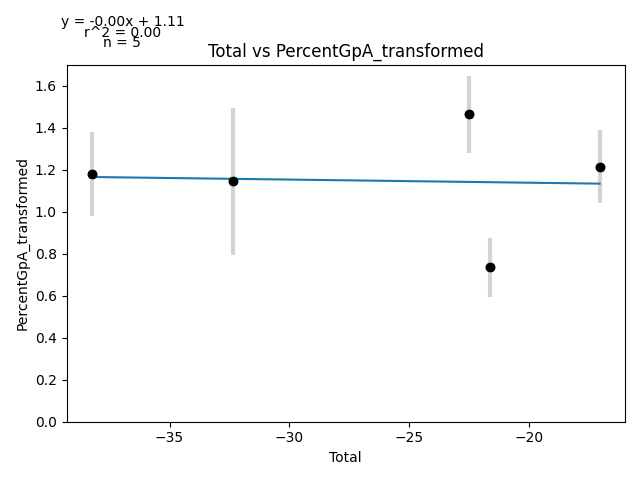 y = -0.00x + 1.11
r^2 = 0.00
n = 5
Total vs PercentGpA_transformed
PercentGpA_transformed
1.6
1.4
1.2
1.0
0.8
0.6
0.4
0.2
0.0
−35
−30
−25
−20
Total